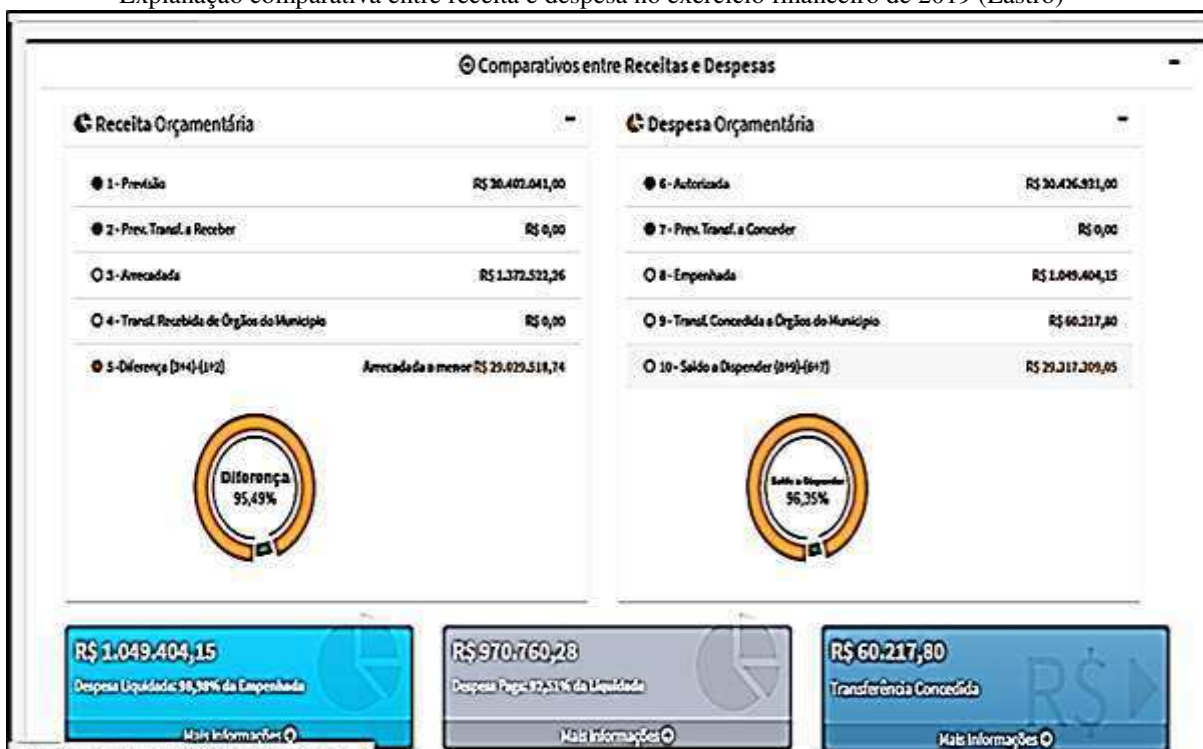 Explanação comparativa entre receita e despesa no exercício financeiro de 2019 (Lastro)
Comparativos entre Receitas e Despesas
Receita Orçamentária
1 - Previsão R$ 30.402.041,00
2 - Prev. Transf. a Receber R$ 0,00
3 - Arrecadada R$ 1.372.522,26
4 - Transf. Recebida de Órgãos do Município R$ 0,00
5-Diferença (3+4)-(1+2) Arrecadada a menor R$ 29.029.518,74
Diferença
95,49%
Despesa Orçamentária
6 - Autorizada R$ 30.426.931,00
7 - Prev. Transf. a Conceder R$ 0,00
8 - Empenhada R$ 1.049.404,15
9 - Transf. Concedida a Órgãos do Município R$ 60.217,80
10 - Saldo a Dispender (8+9)-(6+7) R$ 29.317.309,05
Saldo a Dispender
96,35%
R$ 1.049.404,15
Despesa Liquidada: 98,98% da Empenhada
Mais Informações
R$ 970.760,28
Despesa Paga: 92,51% da Liquidada
Mais Informações
R$ 60.217,80
Transferência Concedida
R$
Mais Informações